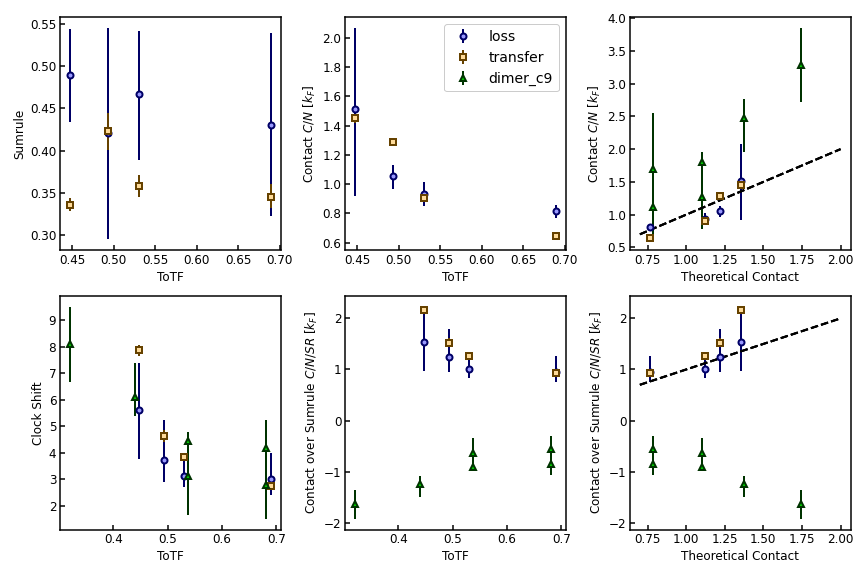 0.55
0.50
0.45
0.40
0.35
0.30
Sumrule
0.45 0.50 0.55 0.60 0.65 0.70
ToTF
2.0
1.8
1.6
1.4
1.2
1.0
0.8
0.6
Contact C/N [k_F]
loss
transfer
dimer_c9
0.45 0.50 0.55 0.60 0.65 0.70
ToTF
4.0
3.5
3.0
2.5
2.0
1.5
1.0
0.5
Contact C/N [k_F]
0.75 1.00 1.25 1.50 1.75 2.00
Theoretical Contact
9
8
7
6
5
4
3
2
Clock Shift
0.4 0.5 0.6 0.7
ToTF
2
1
0
−1
−2
Contact over Sumrule C/N/SR [k_F]
0.4 0.5 0.6 0.7
ToTF
2
1
0
−1
−2
Contact over Sumrule C/N/SR [k_F]
0.75 1.00 1.25 1.50 1.75 2.00
Theoretical Contact